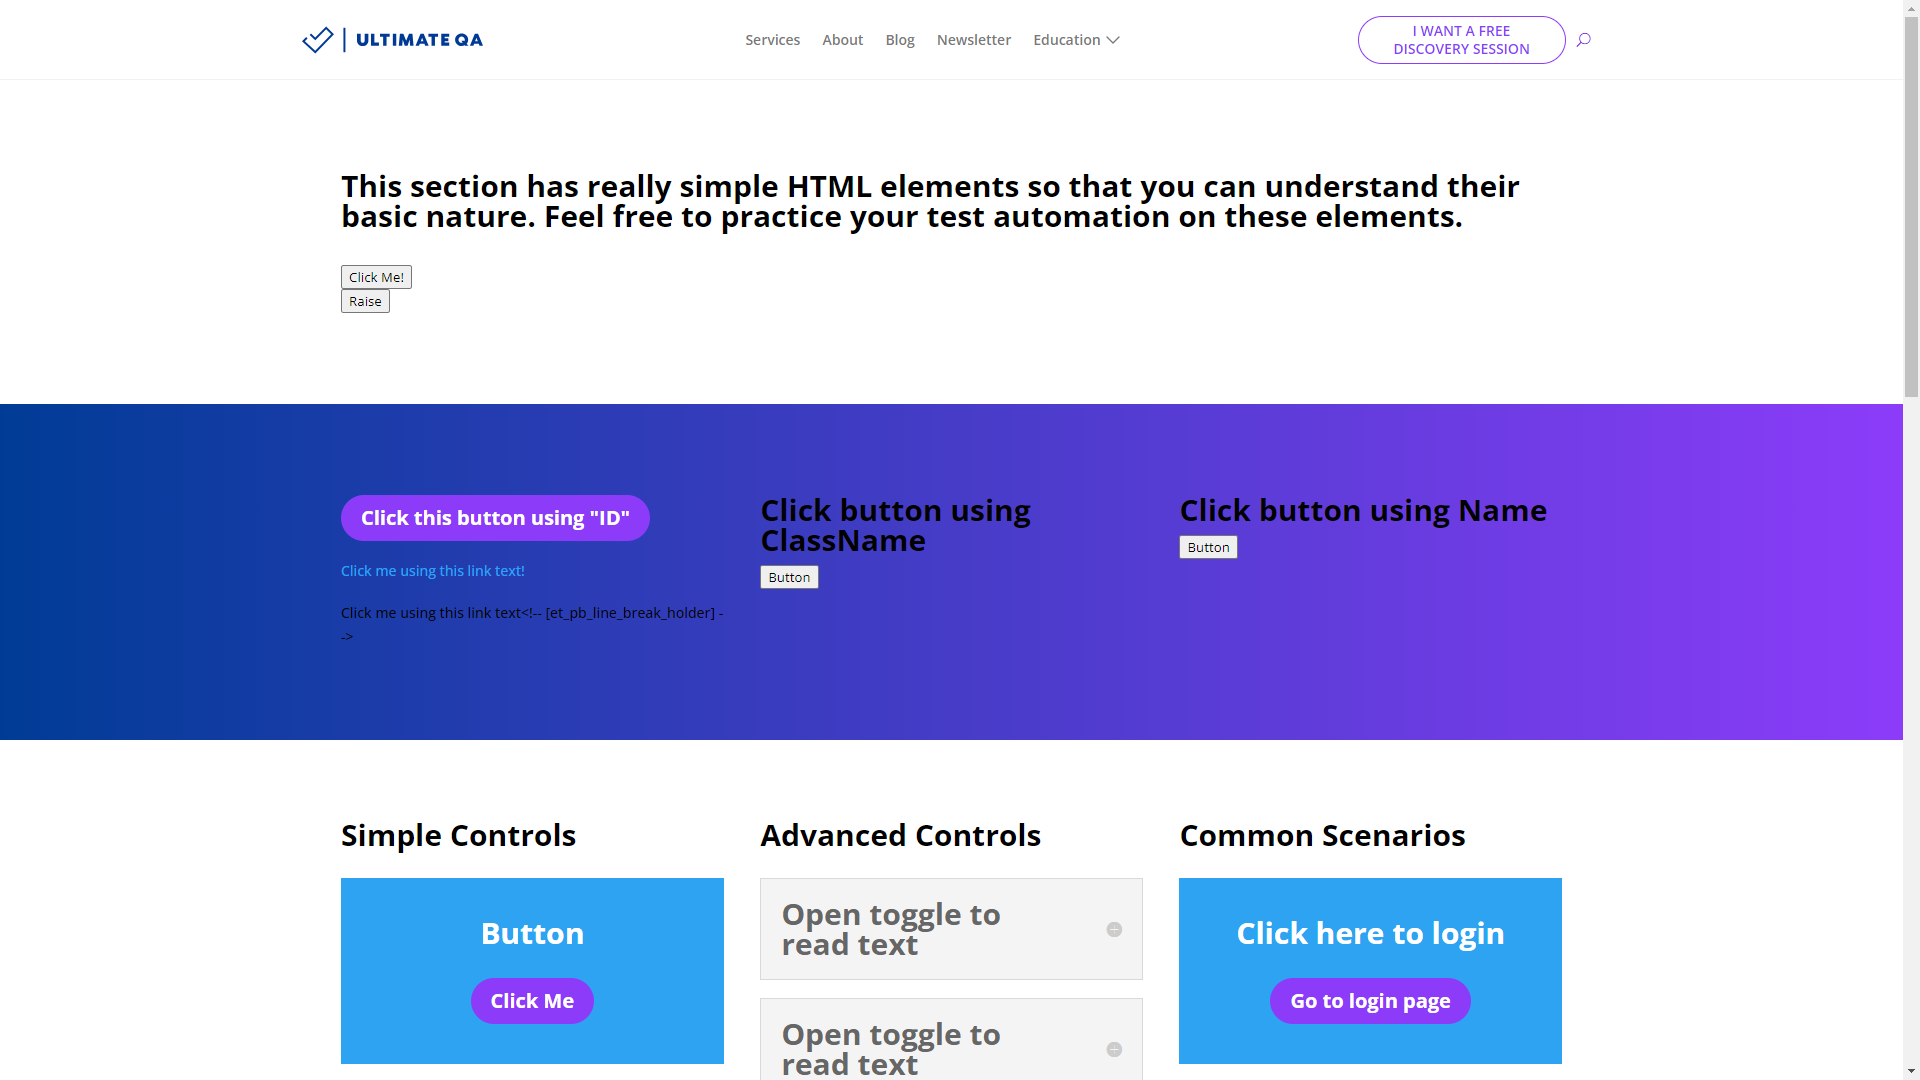 ULTIMATE QA
Services
About
Blog
Newsletter
Education
I WANT A FREE
DISCOVERY SESSION
This section has really simple HTML elements so that you can understand their
basic nature. Feel free to practice your test automation on these elements.
Click Me!
Raise
Click this button using "ID"
Click me using this link text!
Click me using this link text<!-- [et_pb_line_break_holder] -
->
Click button using
ClassName
Button
Click button using Name
Button
Simple Controls
Button
Click Me
Advanced Controls
Open toggle to
read text
Open toggle to
read text
Common Scenarios
Click here to login
Go to login page